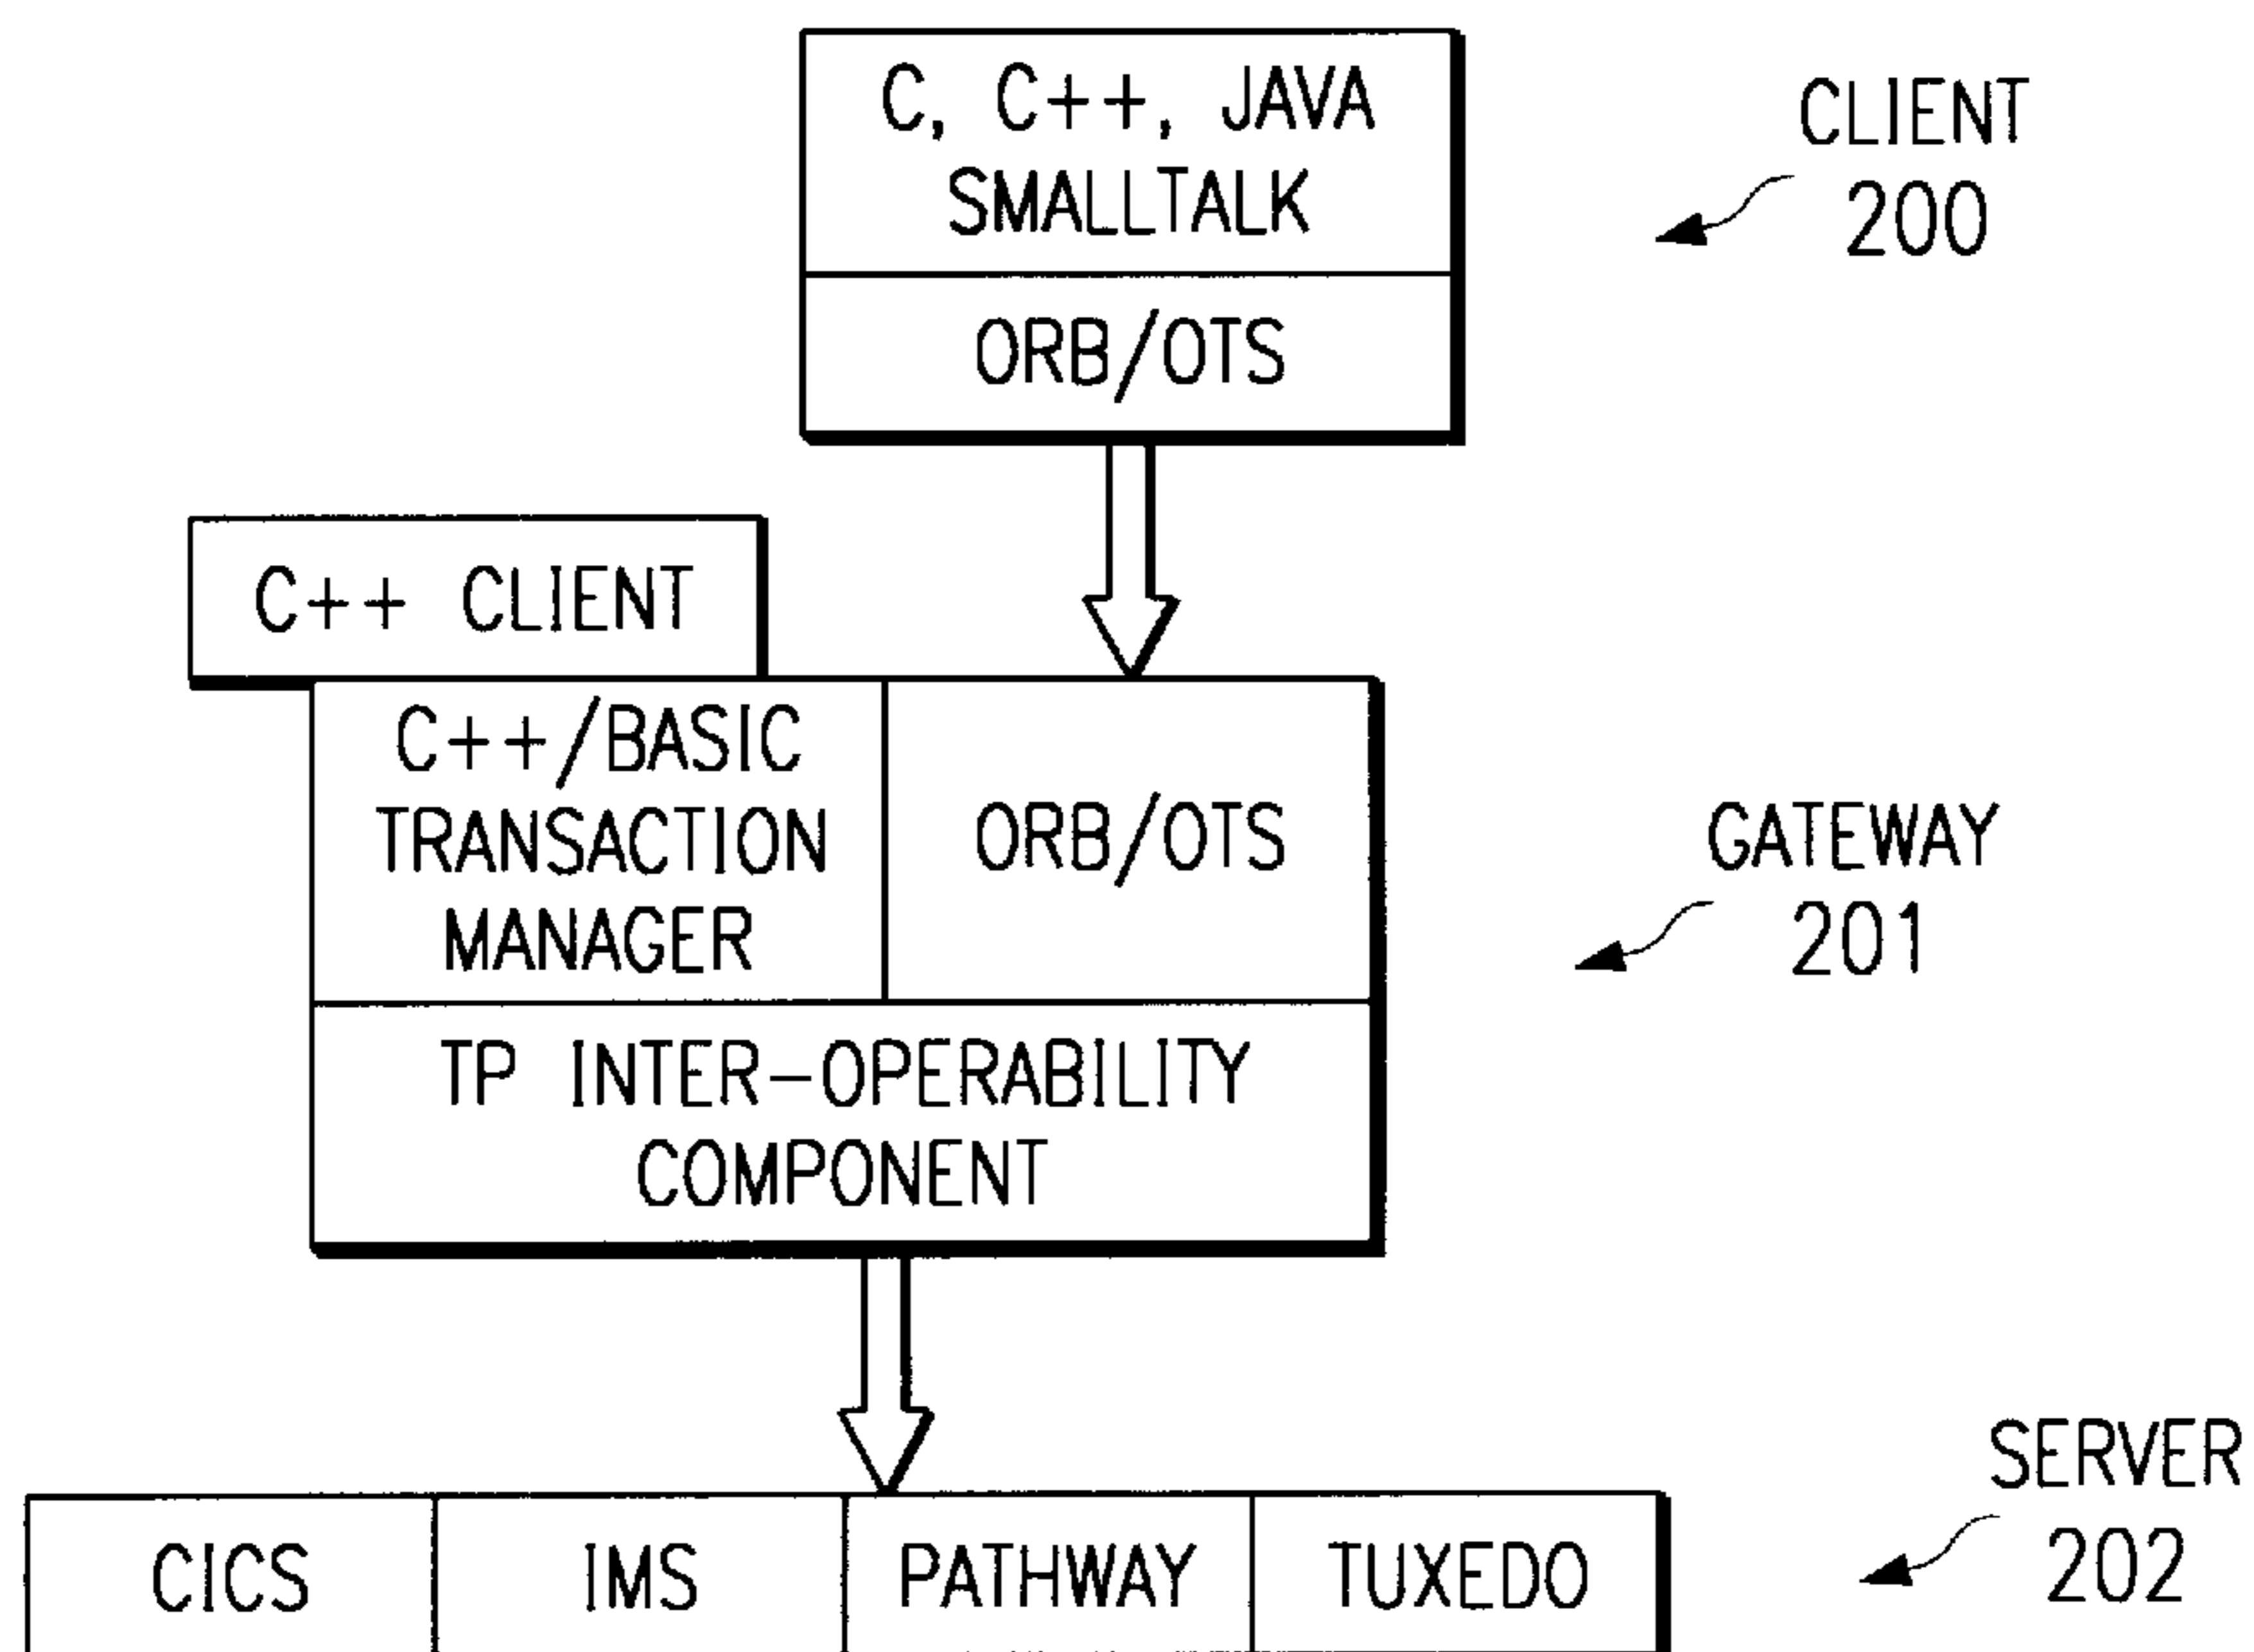 C, C++, JAVA
SMALLTALK
ORB/OTS
CLIENT
200
C++ CLIENT
C++/BASIC
TRANSACTION
MANAGER
ORB/OTS
TP INTER-OPERABILITY
COMPONENT
GATEWAY
201
CICS
IMS
PATHWAY
TUXEDO
SERVER
202